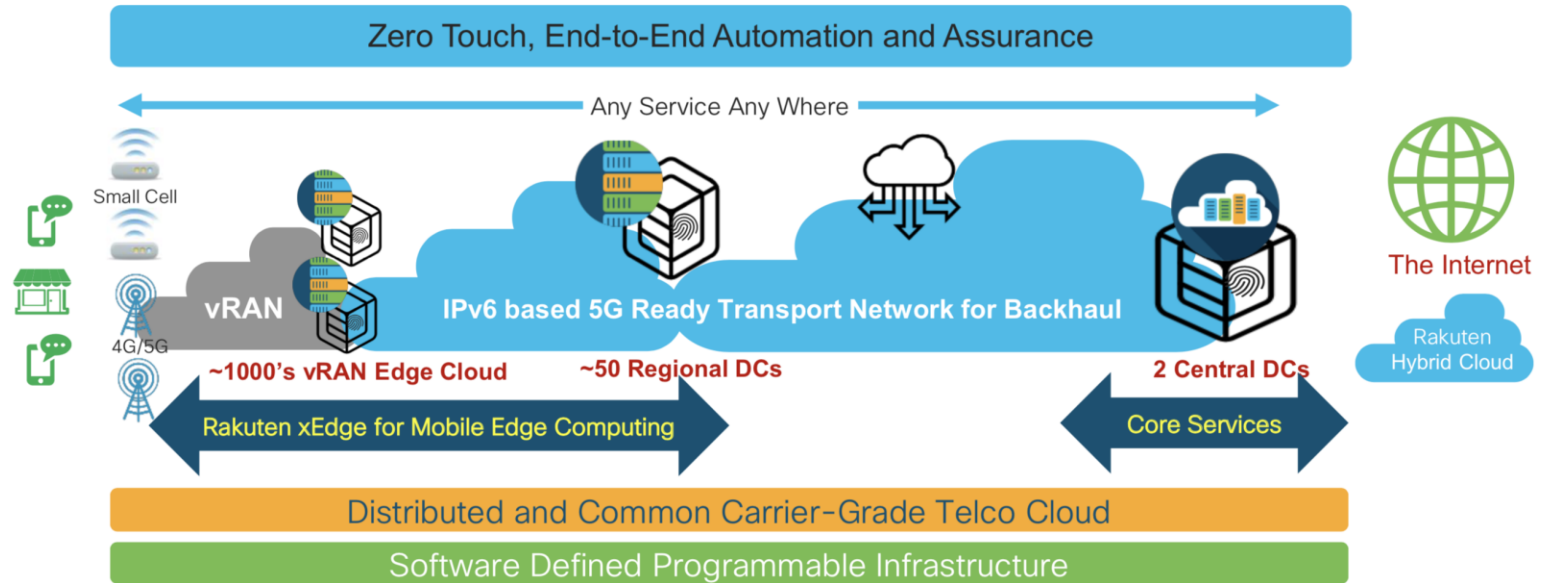 Zero Touch, End-to-End Automation and Assurance
Any Service Any Where
Small Cell
vRAN
IPv6 based 5G Ready Transport Network for Backhaul
The Internet
4G/5G
Rakuten
Hybrid Cloud
~1000's vRAN Edge Cloud
~50 Regional DCs
2 Central DCs
Rakuten xEdge for Mobile Edge Computing
Core Services
Distributed and Common Carrier-Grade Telco Cloud
Software Defined Programmable Infrastructure